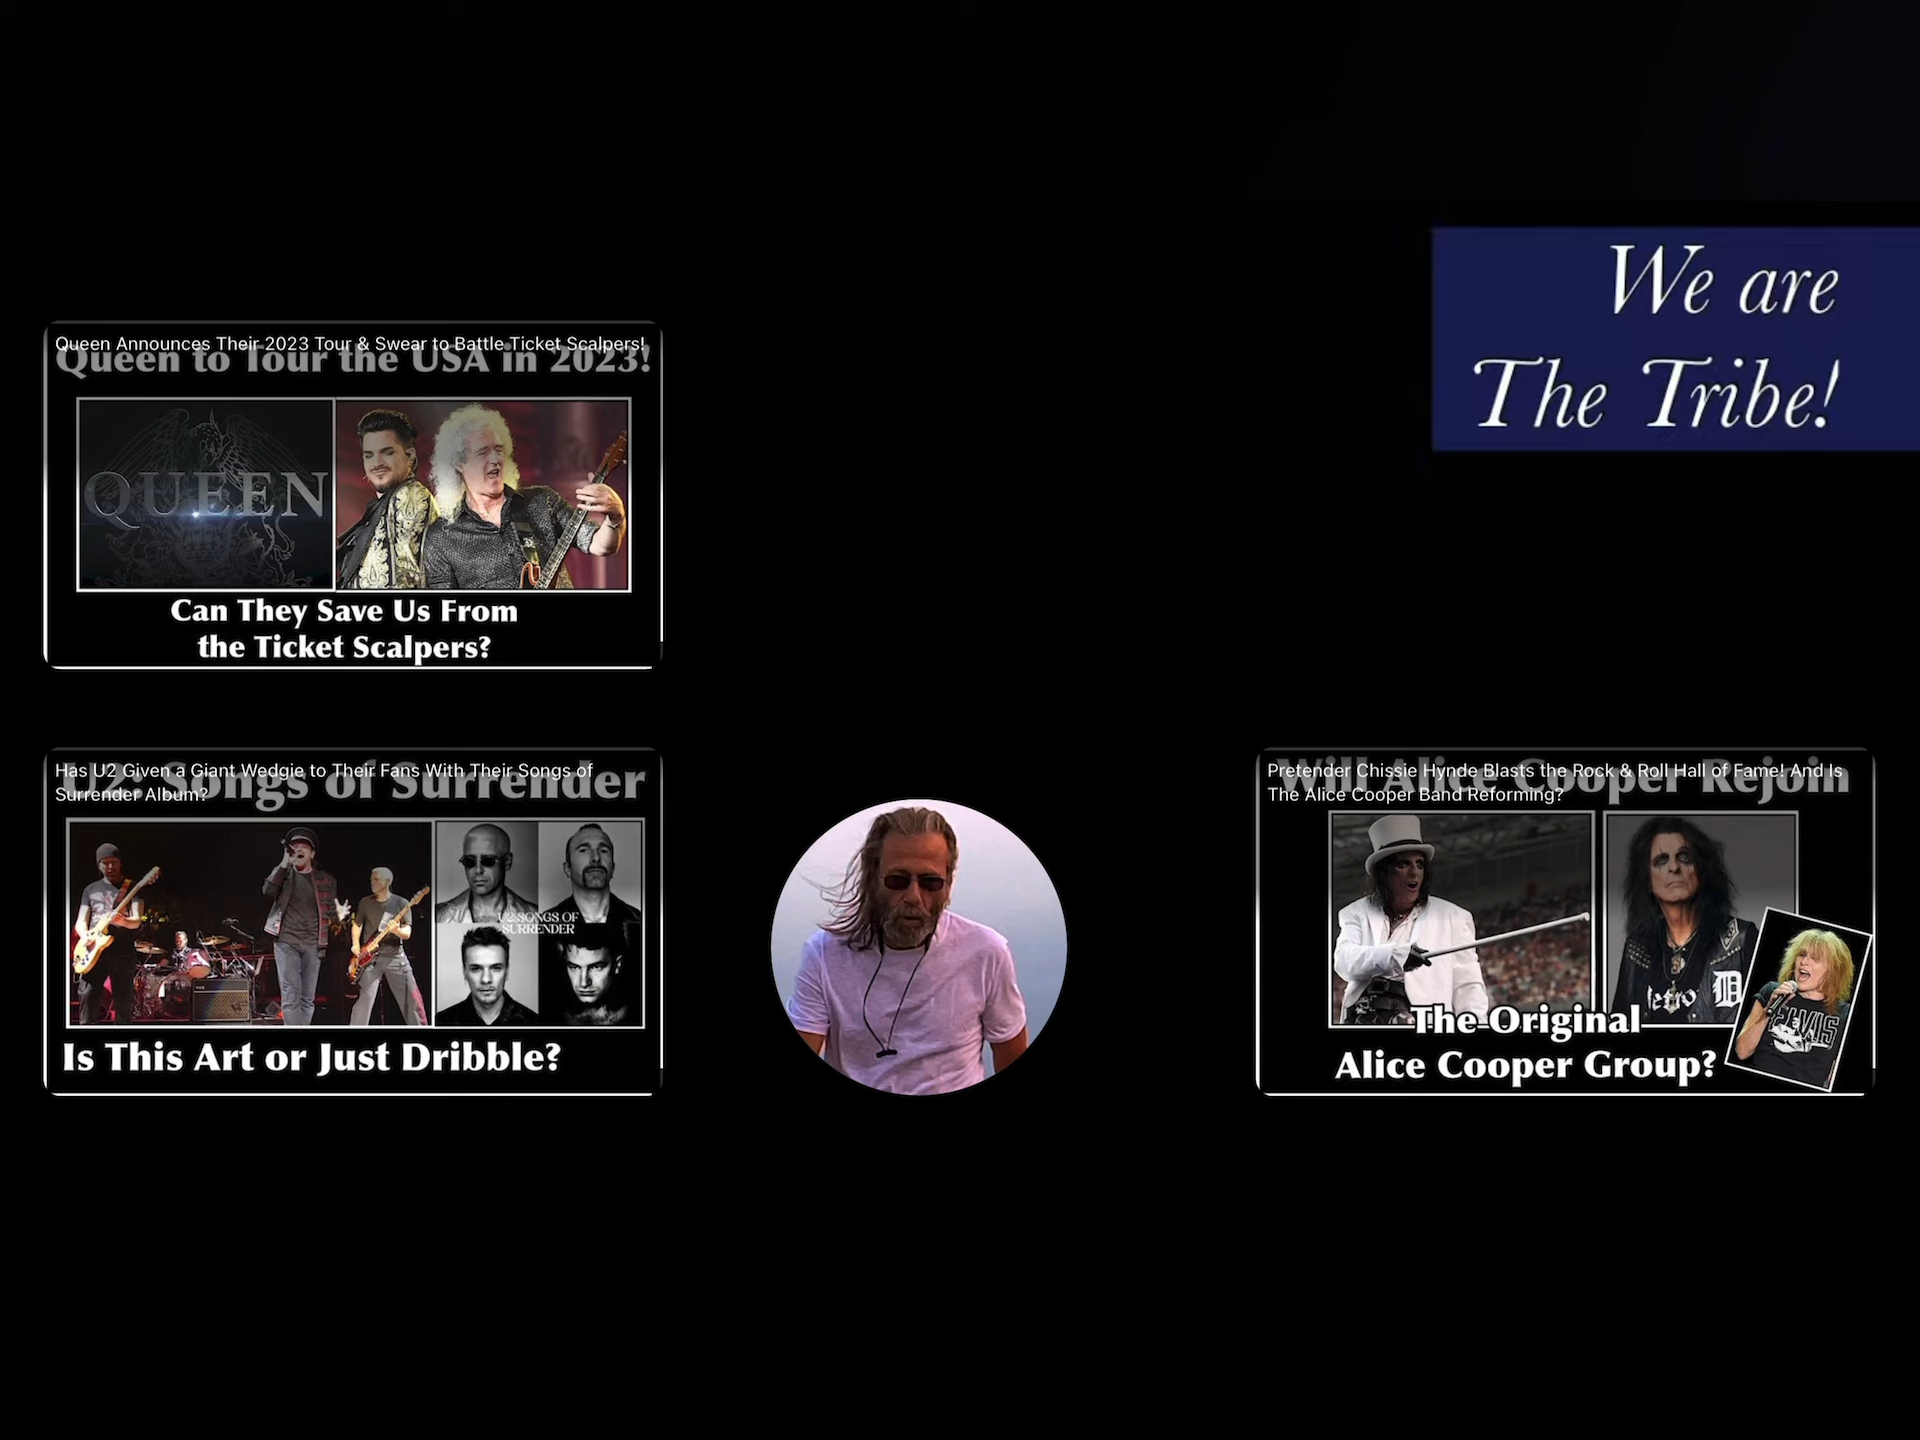 We are
The Tribe!
Queen Announces Their 2023 Tour & Swear to Battle Ticket Scalpers!
Queen to Tour the USA in 2023!
QUEEN
Can They Save Us From
the Ticket Scalpers?
Has U2 Given a Giant Wedgie to Their Fans With Their Songs of
Surrender Album?
U2: Songs of Surrender
U2 SONGS OF
SURRENDER
Is This Art or Just Dribble?
Pretender Chissie Hynde Blasts the Rock & Roll Hall of Fame! And Is
The Alice Cooper Band Reforming?
Will Alice Cooper Rejoin
D
ELVIS
The Original
Alice Cooper Group?